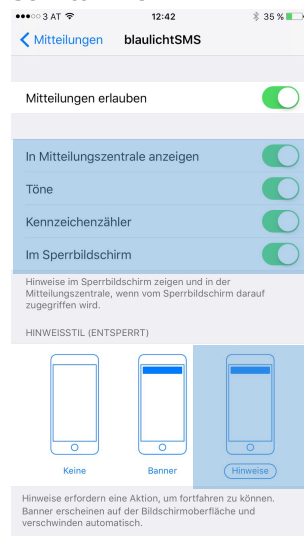 3 AT 12:42 35 %
Mitteilungen blaulichtSMS
Mitteilungen erlauben
In Mitteilungszentrale anzeigen
Töne
Kennzeichenzähler
Im Sperrbildschirm
Hinweise im Sperrbildschirm zeigen und in der
Mitteilungszentrale, wenn vom Sperrbildschirm darauf
zugegriffen wird.
HINWEISSTIL (ENTSPERRT)
Keine Banner Hinweise
Hinweise erfordern eine Aktion, um fortfahren zu können.
Banner erscheinen auf der Bildschirmoberfläche und
verschwinden automatisch.